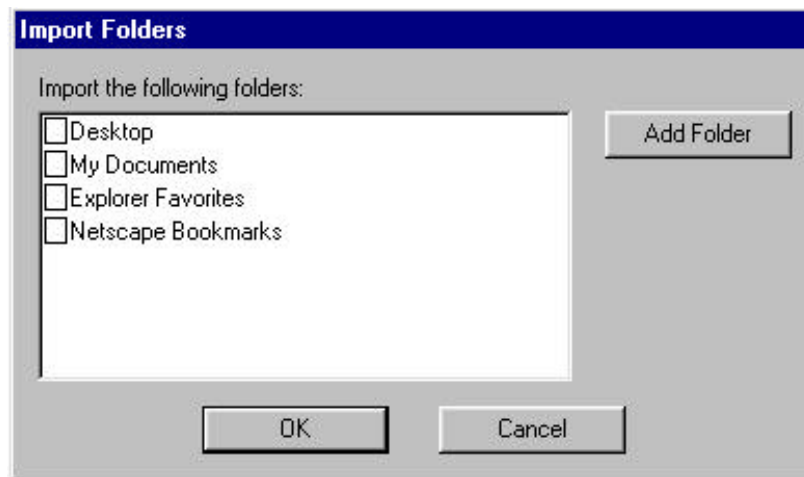 Import Folders
Import the following folders:
Desktop
My Documents
Explorer Favorites
Netscape Bookmarks
Add Folder
OK
Cancel